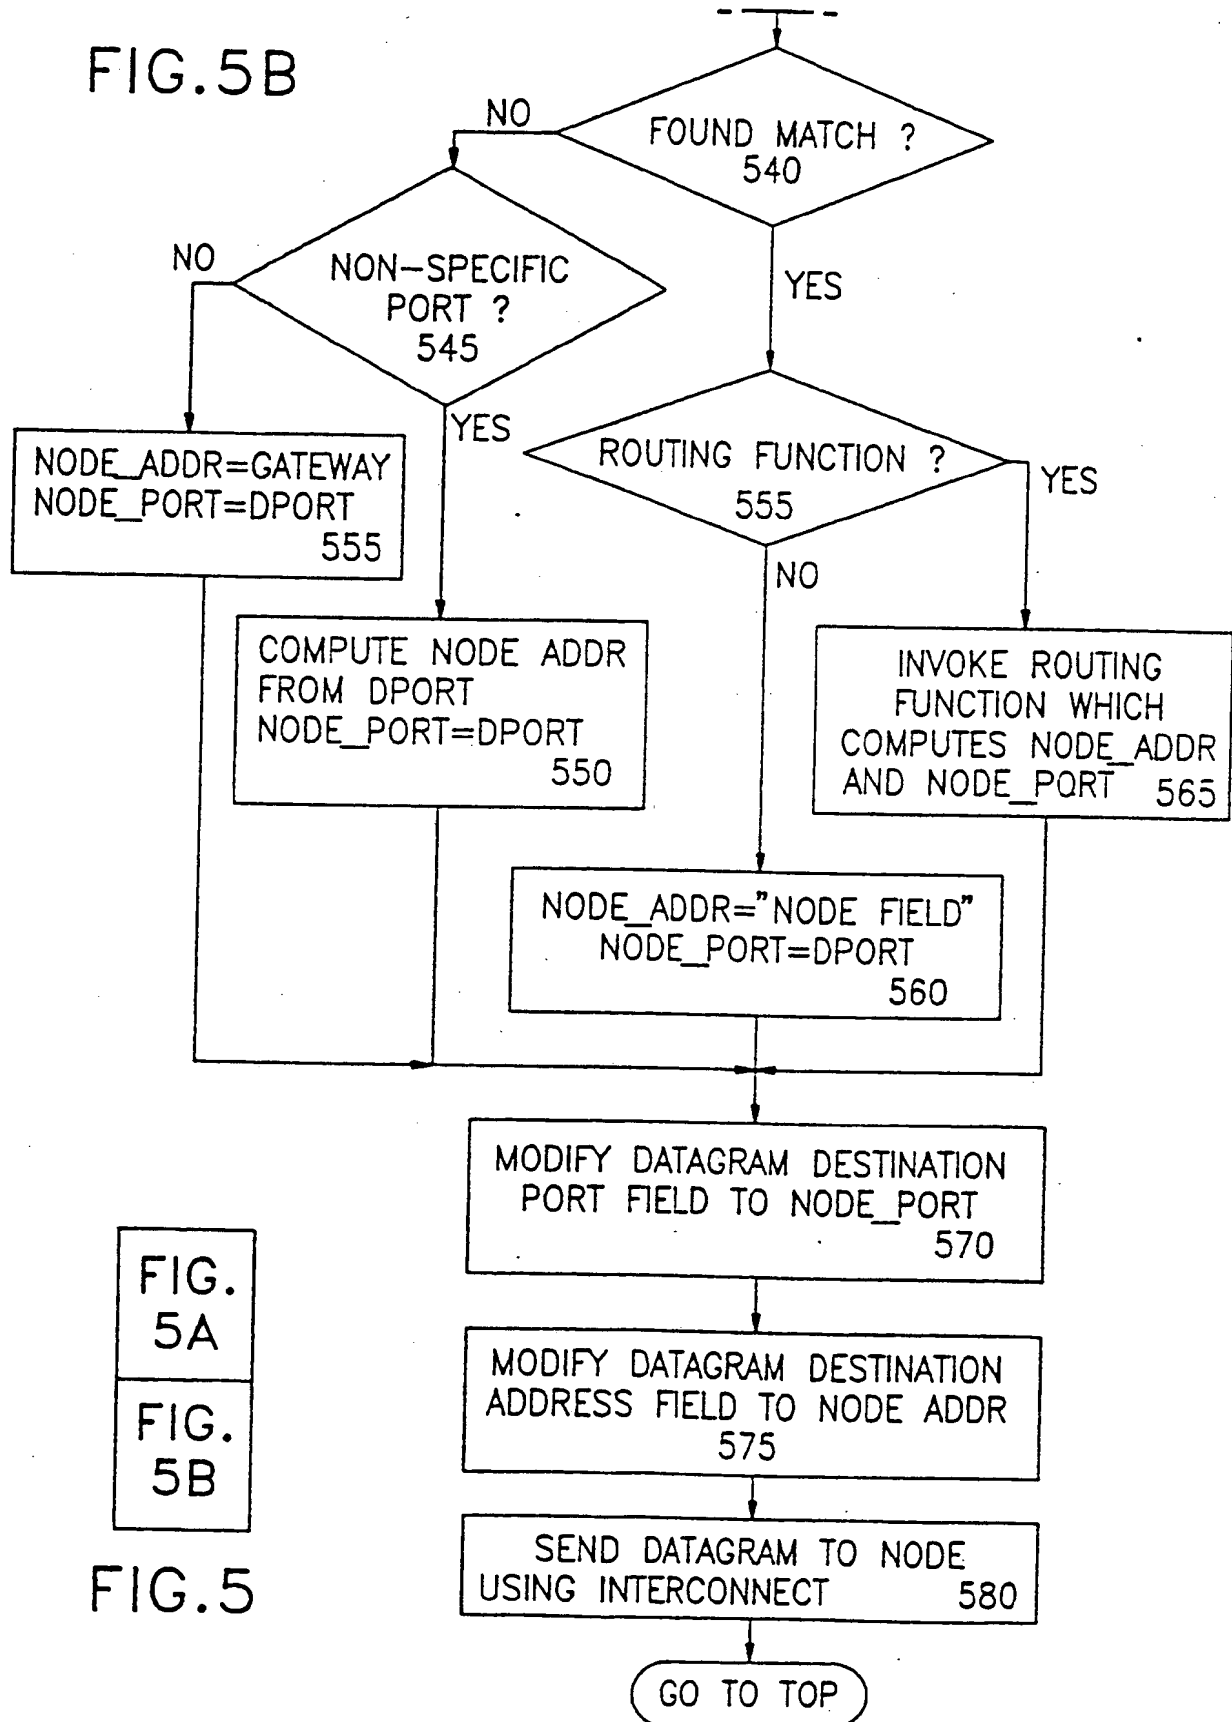 FIG.5B
FOUND MATCH ?
540
NO
YES
NON-SPECIFIC
PORT ?
545
NO
YES
ROUTING FUNCTION ?
555
YES
NO
NODE_ADDR=GATEWAY
NODE_PORT=DPORT
555
COMPUTE NODE ADDR
FROM DPORT
NODE_PORT=DPORT
550
INVOKE ROUTING
FUNCTION WHICH
COMPUTES NODE_ADDR
AND NODE_PORT 565
NODE_ADDR="NODE FIELD"
NODE_PORT=DPORT
560
MODIFY DATAGRAM DESTINATION
PORT FIELD TO NODE_PORT
570
MODIFY DATAGRAM DESTINATION
ADDRESS FIELD TO NODE ADDR
575
SEND DATAGRAM TO NODE
USING INTERCONNECT 580
GO TO TOP
FIG.
5A
FIG.
5B
FIG.5